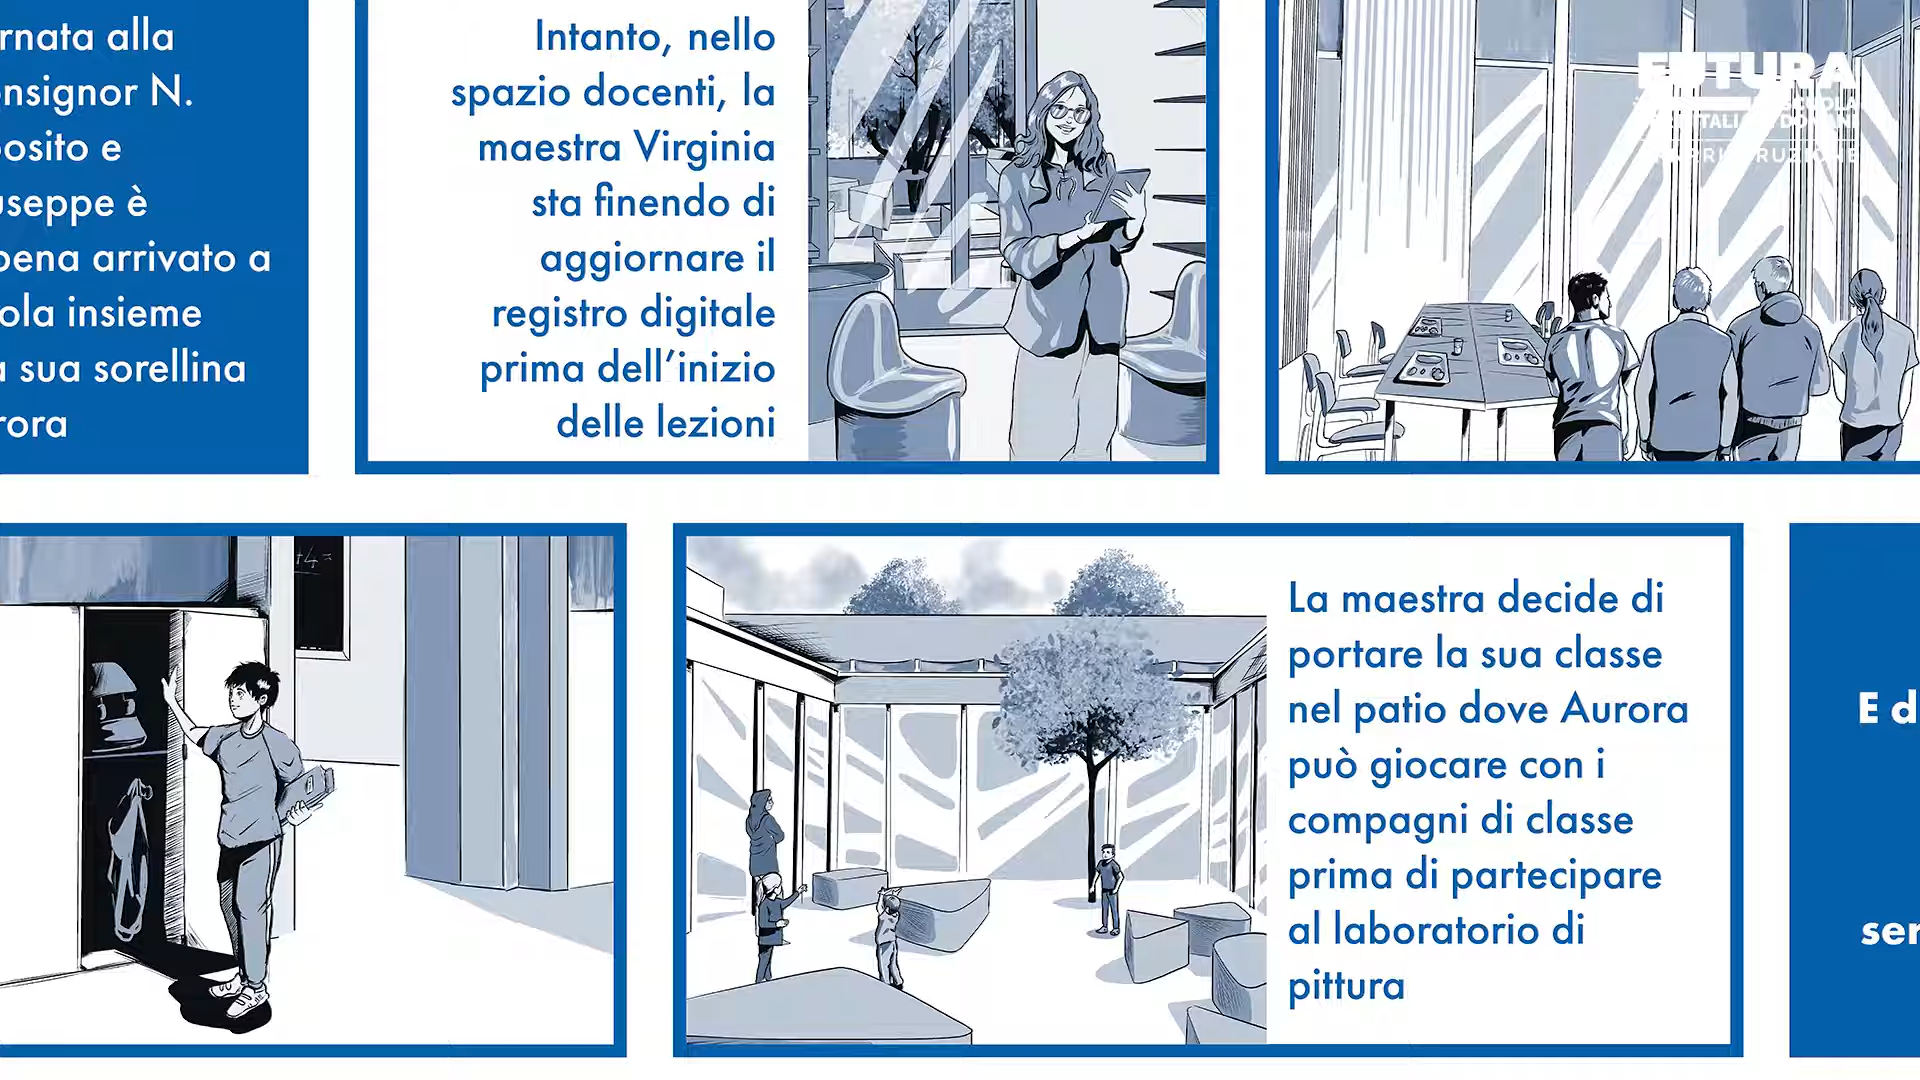 rnata alla
nsignor N.
osito e
useppe è
pena arrivato a
ola insieme
a sua sorellina
rora
Intanto, nello
spazio docenti, la
maestra Virginia
sta finendo di
aggiornare il
registro digitale
prima dell'inizio
delle lezioni
FUTURA
+4=
La maestra decide di
portare la sua classe
nel patio dove Aurora
può giocare con i
compagni di classe
prima di partecipare
al laboratorio di
pittura
E d
ser